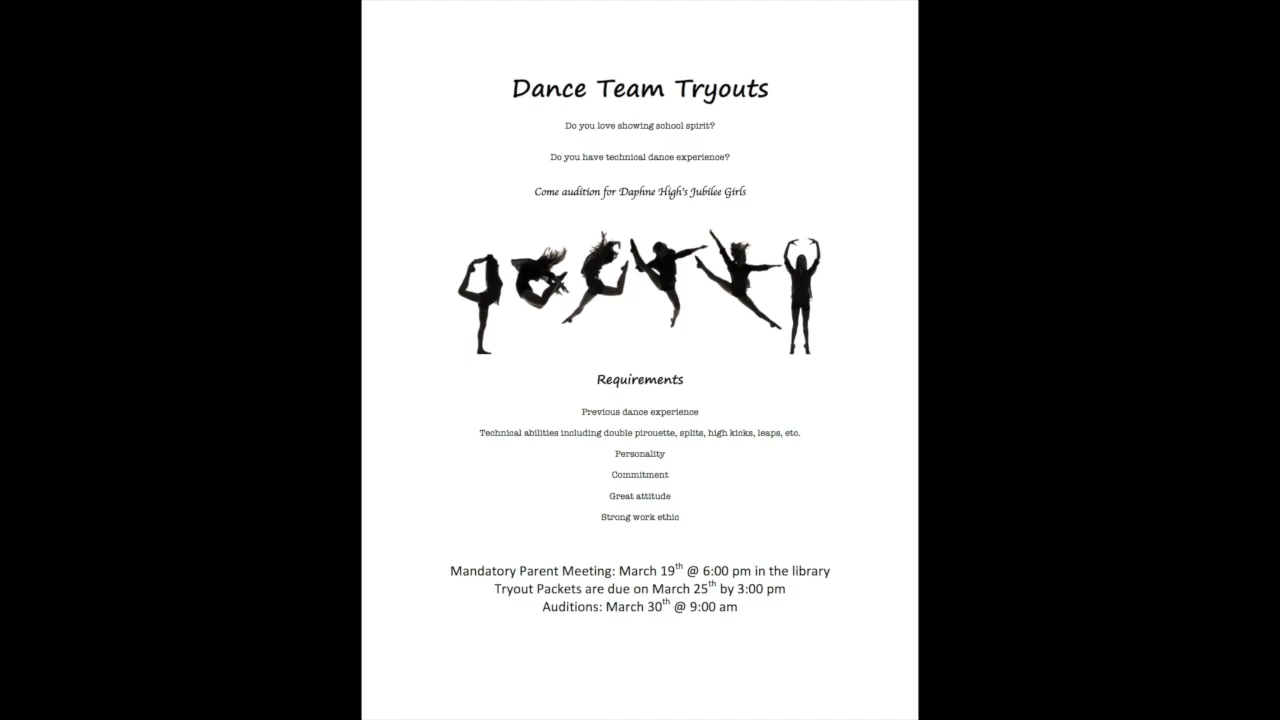 Dance Team Tryouts
Do you love showing school spirit?
Do you have technical dance experience?
Come audition for Daphne High's Jubilee Girls
Requirements
Previous dance experience
Technical abilities including double pirouette, splits, high kicks, leaps, etc.
Personality
Commitment
Great attitude
Strong work ethic
Mandatory Parent Meeting: March 19th @ 6:00 pm in the library
Tryout Packets are due on March 25th by 3:00 pm
Auditions: March 30th @ 9:00 am